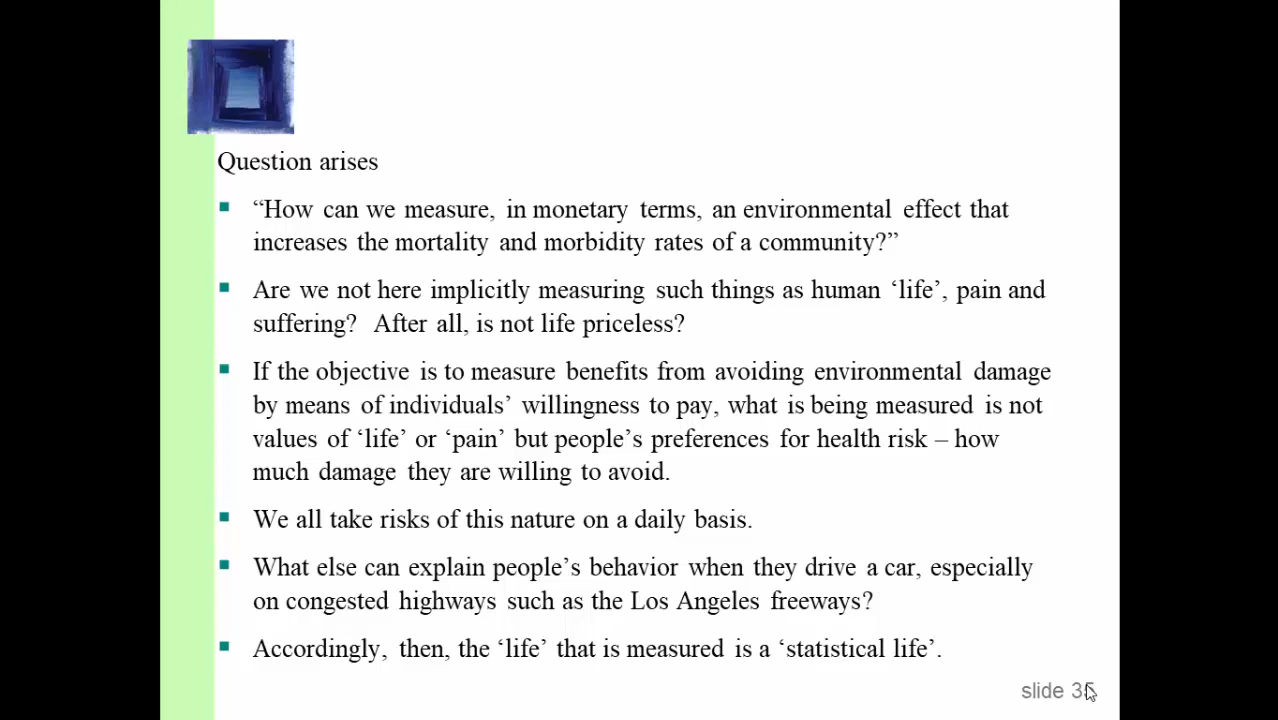 Question arises
“How can we measure, in monetary terms, an environmental effect that
increases the mortality and morbidity rates of a community?”
Are we not here implicitly measuring such things as human ‘life’, pain and
suffering? After all, is not life priceless?
If the objective is to measure benefits from avoiding environmental damage
by means of individuals’ willingness to pay, what is being measured is not
values of ‘life’ or ‘pain’ but people’s preferences for health risk – how
much damage they are willing to avoid.
We all take risks of this nature on a daily basis.
What else can explain people’s behavior when they drive a car, especially
on congested highways such as the Los Angeles freeways?
Accordingly, then, the ‘life’ that is measured is a ‘statistical life’.
slide